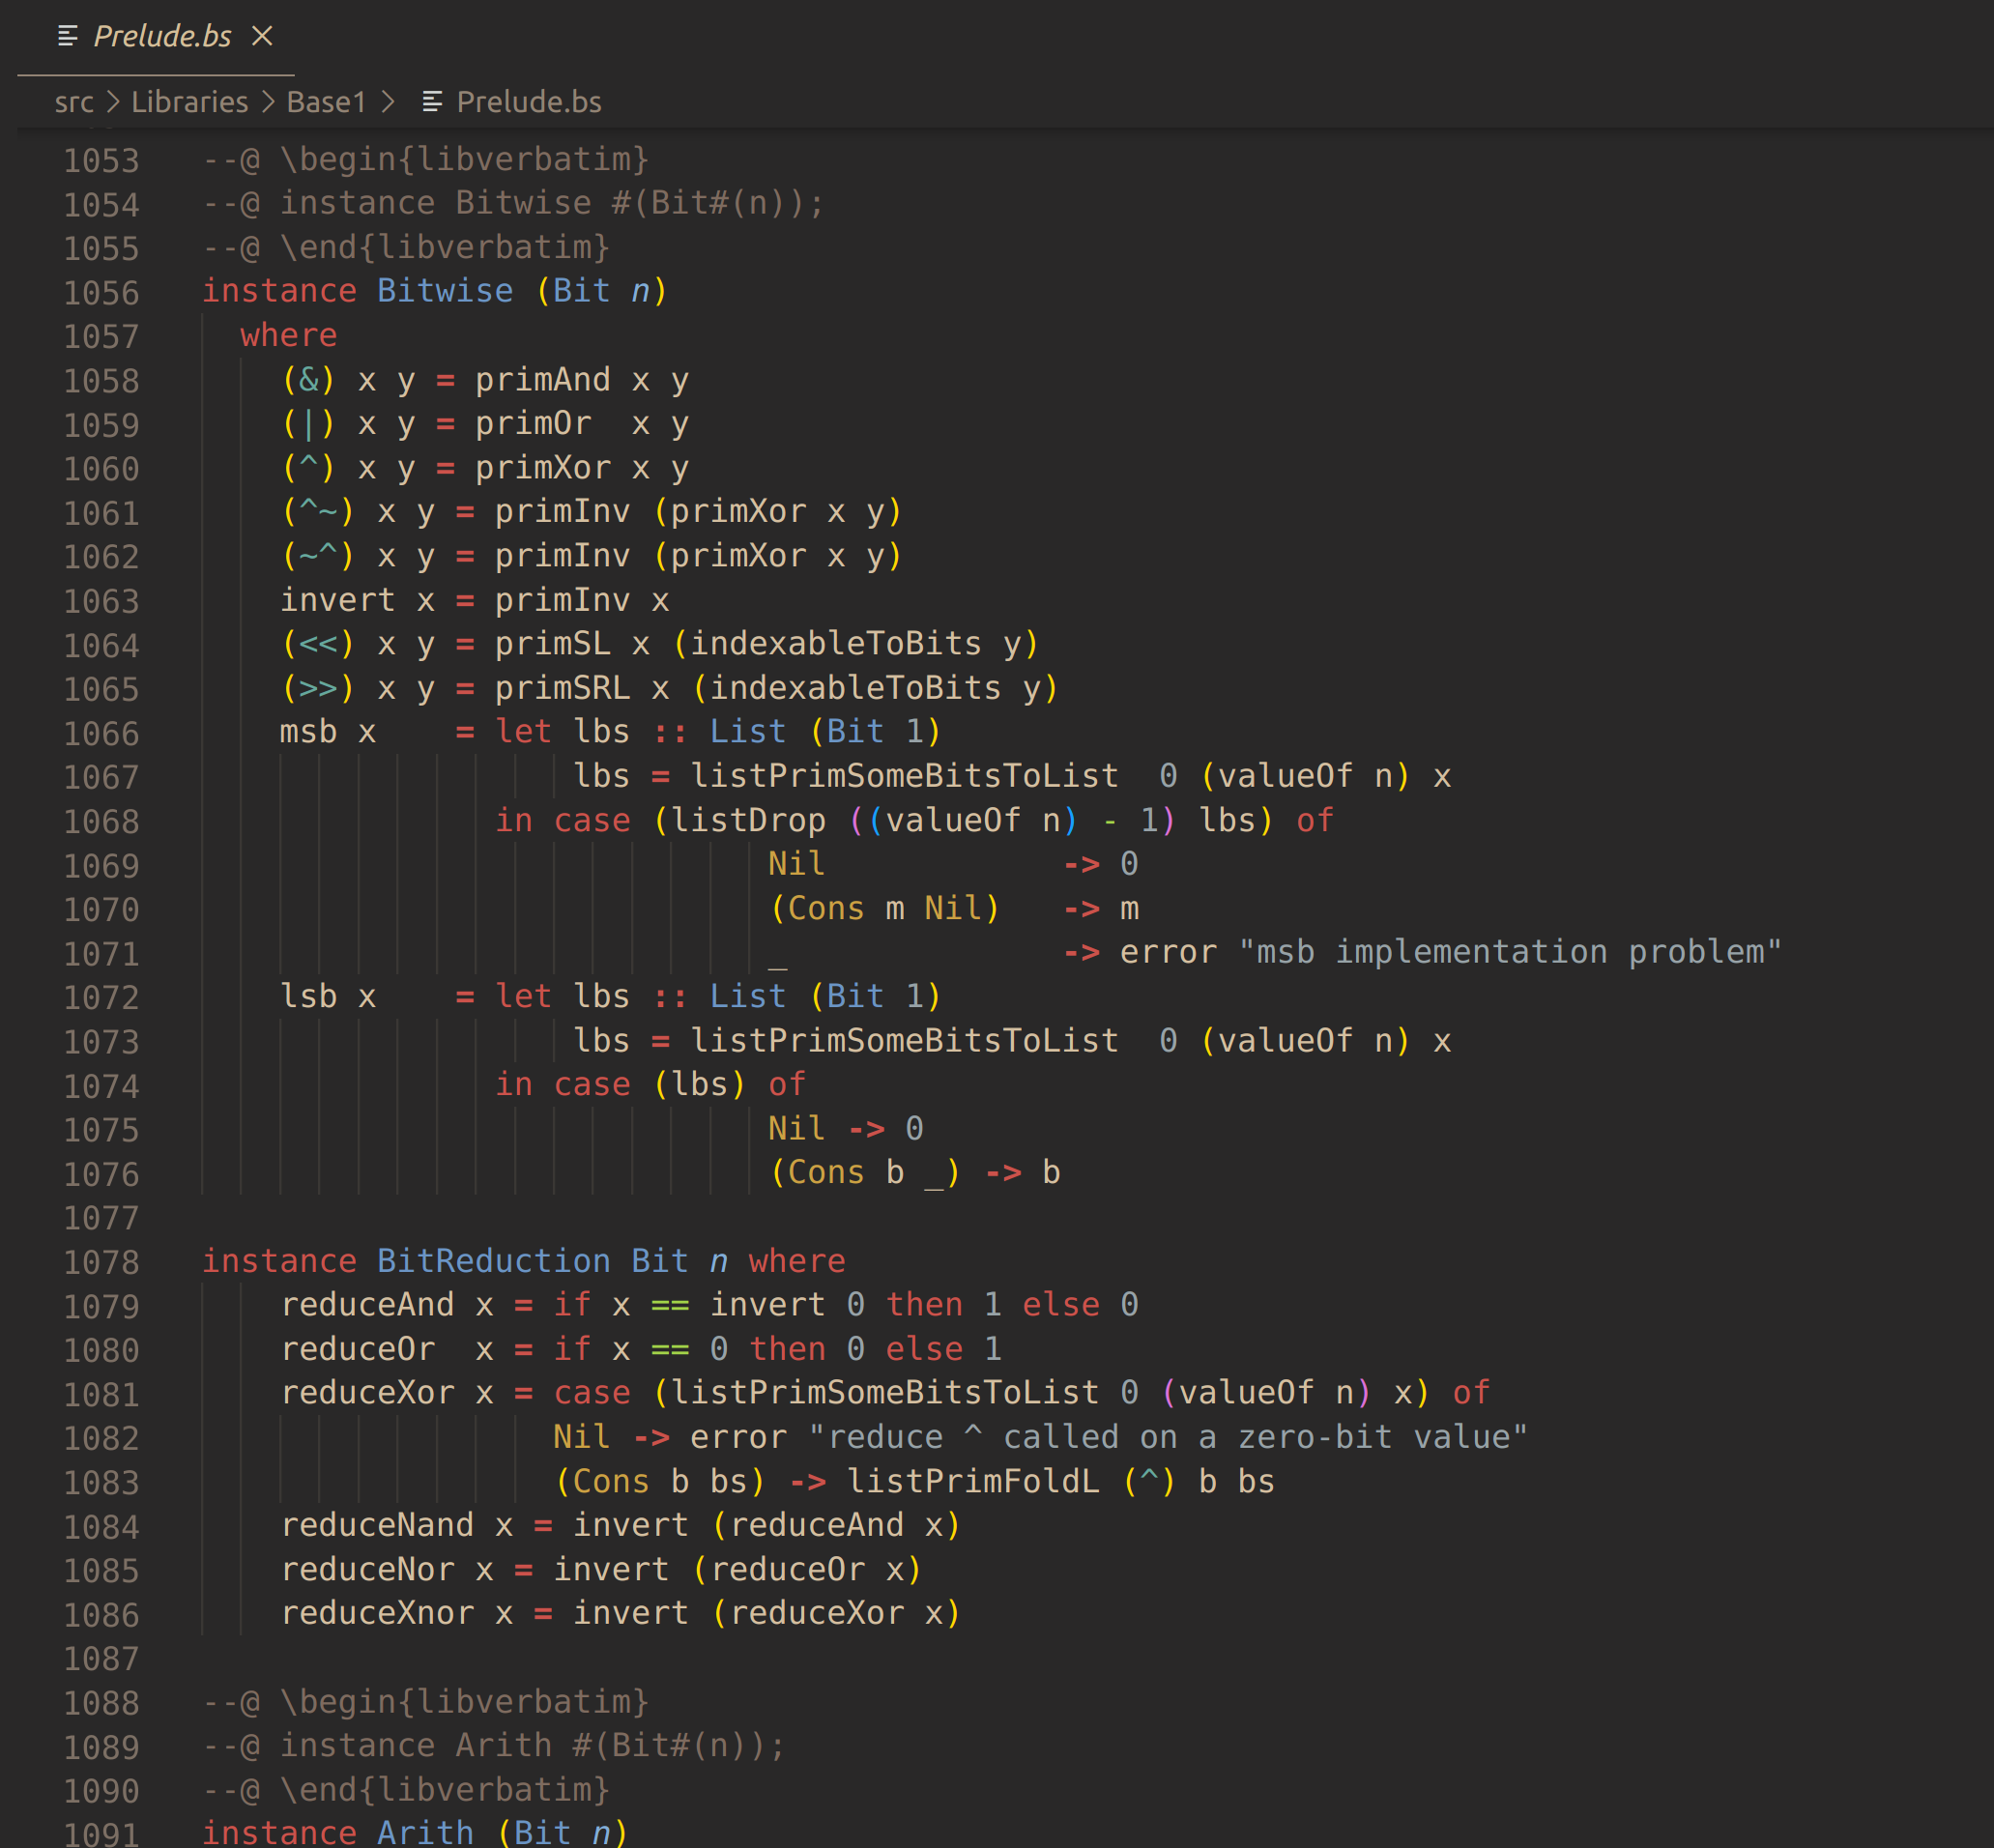 Prelude.bs
src > Libraries > Base1 > Prelude.bs
1053 --@ \begin{libverbatim}
1054 --@ instance Bitwise #(Bit#(n));
1055 --@ \end{libverbatim}
1056 instance Bitwise (Bit n)
1057   where
1058     (&) x y = primAnd x y
1059     (|) x y = primOr  x y
1060     (^) x y = primXor x y
1061     (^~) x y = primInv (primXor x y)
1062     (~^) x y = primInv (primXor x y)
1063     invert x = primInv x
1064     (<<) x y = primSL x (indexableToBits y)
1065     (>>) x y = primSRL x (indexableToBits y)
1066     msb x    = let lbs :: List (Bit 1)
1067                    lbs = listPrimSomeBitsToList  0 (valueOf n) x
1068                in case (listDrop ((valueOf n) - 1) lbs) of
1069                              Nil            -> 0
1070                              (Cons m Nil)   -> m
1071                              _              -> error "msb implementation problem"
1072     lsb x    = let lbs :: List (Bit 1)
1073                    lbs = listPrimSomeBitsToList  0 (valueOf n) x
1074                in case (lbs) of
1075                              Nil -> 0
1076                              (Cons b _) -> b
1077
1078 instance BitReduction Bit n where
1079     reduceAnd x = if x == invert 0 then 1 else 0
1080     reduceOr  x = if x == 0 then 0 else 1
1081     reduceXor x = case (listPrimSomeBitsToList 0 (valueOf n) x) of
1082                   Nil -> error "reduce ^ called on a zero-bit value"
1083                   (Cons b bs) -> listPrimFoldL (^) b bs
1084     reduceNand x = invert (reduceAnd x)
1085     reduceNor x = invert (reduceOr x)
1086     reduceXnor x = invert (reduceXor x)
1087
1088 --@ \begin{libverbatim}
1089 --@ instance Arith #(Bit#(n));
1090 --@ \end{libverbatim}
1091 instance Arith (Bit n)